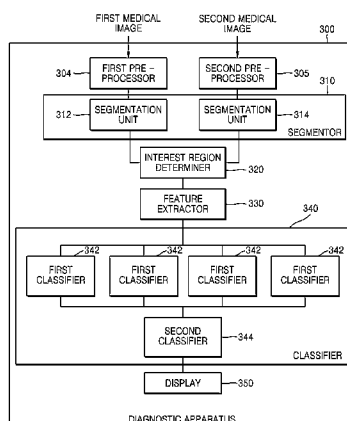 FIRST MEDICAL
IMAGE
SECOND MEDICAL
IMAGE
300
304
FIRST PRE-
PROCESSOR
SECOND PRE-
PROCESSOR
305
310
312
SEGMENTATION
UNIT
SEGMENTATION
UNIT
314
SEGMENTOR
INTEREST REGION
DETERMINER
320
FEATURE
EXTRACTOR
330
340
342
342
342
342
FIRST
CLASSIFIER
FIRST
CLASSIFIER
FIRST
CLASSIFIER
FIRST
CLASSIFIER
SECOND
CLASSIFIER
344
CLASSIFIER
DISPLAY
350
DIAGNOSTIC APPARATUS